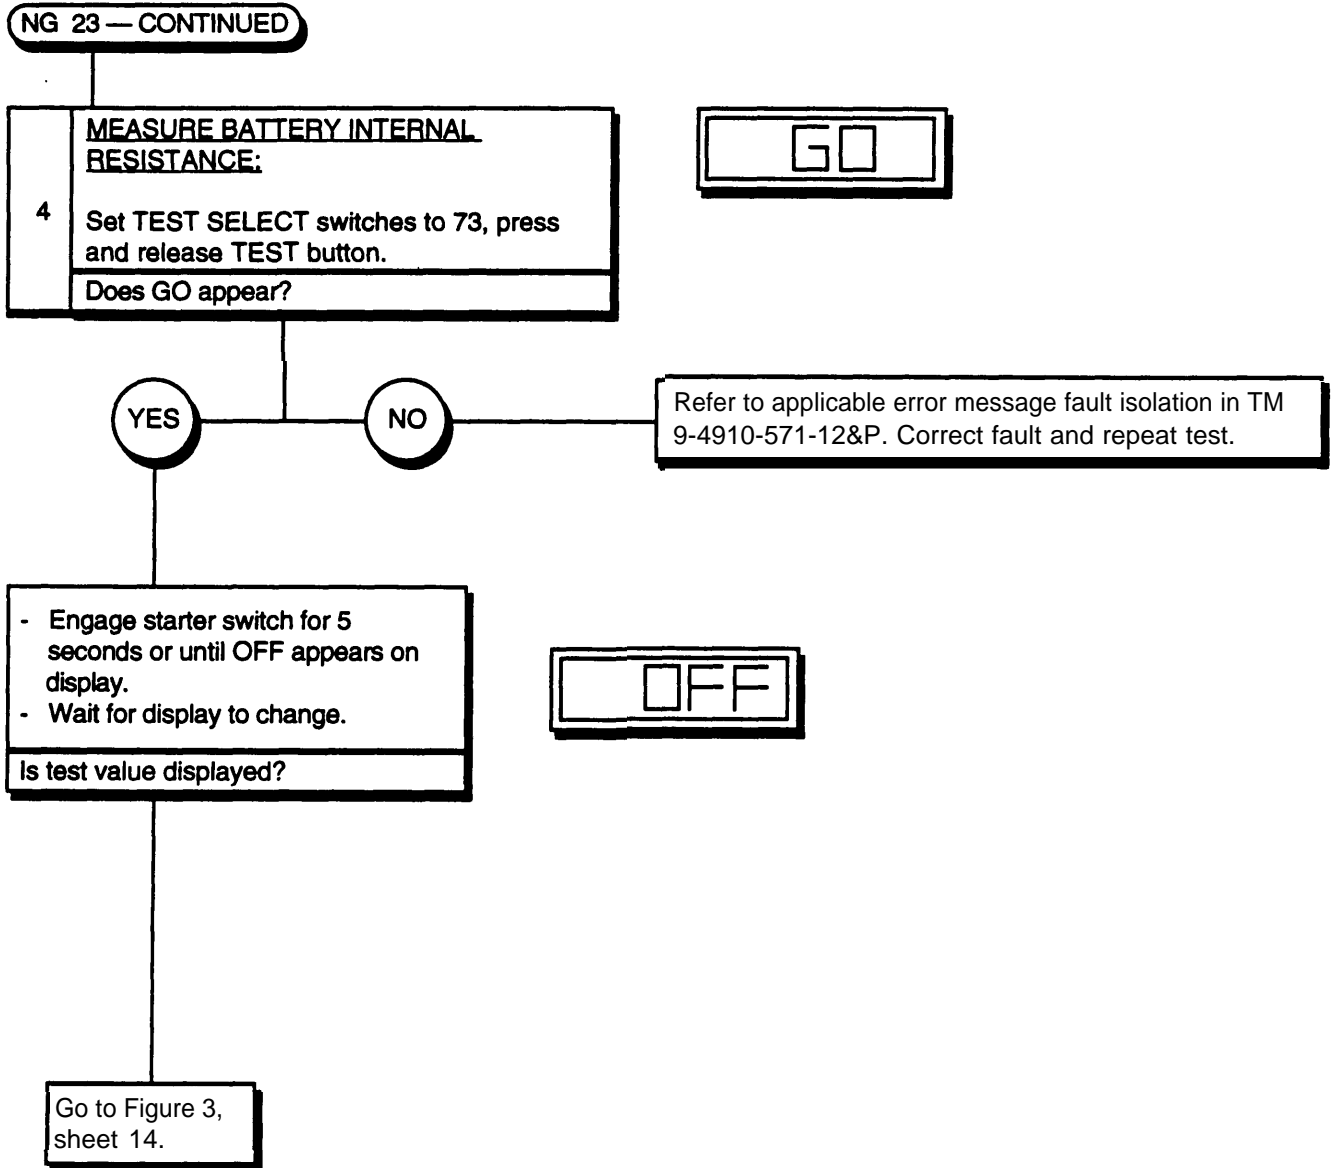 NG 23 — CONTINUED
MEASURE BATTERY INTERNAL
RESISTANCE:
4
Set TEST SELECT switches to 73, press
and release TEST button.
Does GO appear?
GO
YES
NO
Refer to applicable error message fault isolation in TM
9-4910-571-12&P. Correct fault and repeat test.
- Engage starter switch for 5
seconds or until OFF appears on
display.
- Wait for display to change.
Is test value displayed?
OFF
Go to Figure 3,
sheet 14.